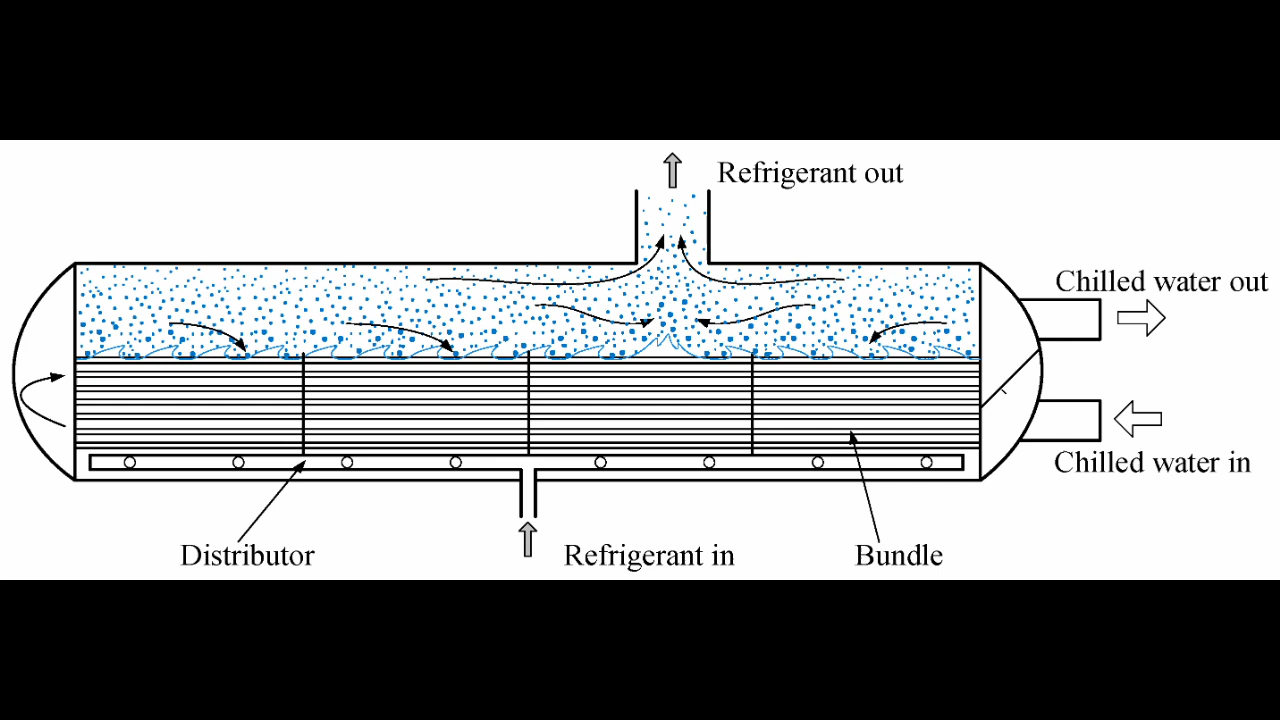 Refrigerant out
Chilled water out
Chilled water in
Distributor
Refrigerant in
Bundle